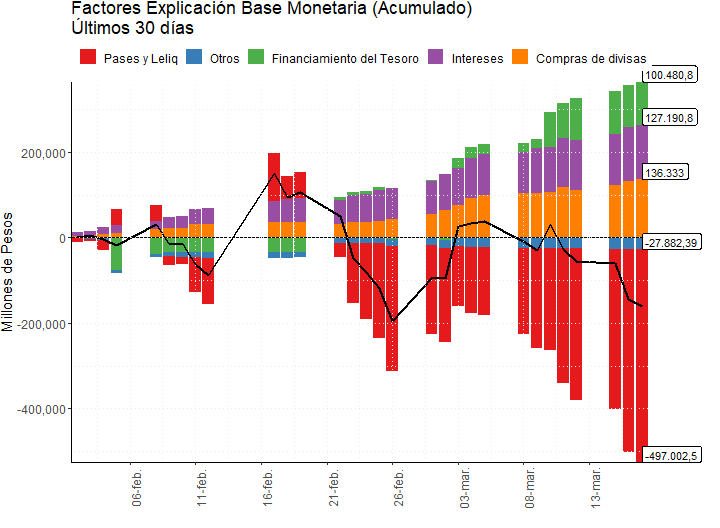 Factores Explicación Base Monetaria (Acumulado)
Últimos 30 días
Pases y Leliq
Otros
Financiamiento del Tesoro
Intereses
Compras de divisas
Millones de Pesos
200,000
0
-200,000
-400,000
100.480,8
127.190,8
136.333
-27.882,39
-497.002,5
06-feb.
11-feb.
16-feb.
21-feb.
26-feb.
03-mar.
08-mar.
13-mar.